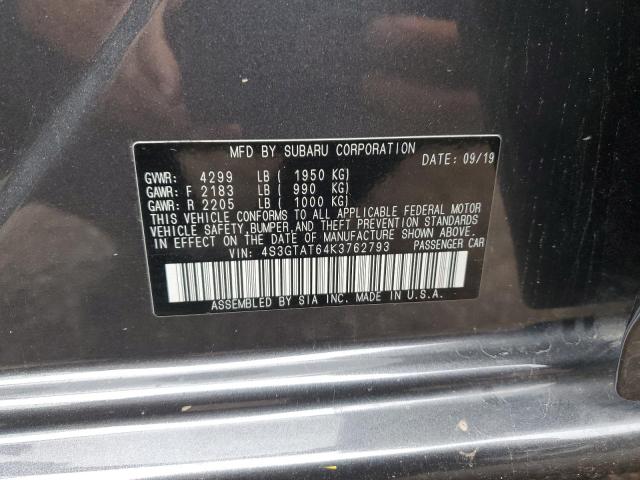 MFD BY SUBARU CORPORATION
DATE: 09/19
GVWR: 4299 LB ( 1950 KG)
GAWR: F 2183 LB ( 990 KG)
GAWR: R 2205 LB ( 1000 KG)
THIS VEHICLE CONFORMS TO ALL APPLICABLE FEDERAL MOTOR
VEHICLE SAFETY,BUMPER,AND THEFT PREVENTION STANDARDS
IN EFFECT ON THE DATE OF MANUFACTURE SHOWN ABOVE.
VIN: 4S3GTAT64K3762793 PASSENGER CAR
ASSEMBLED BY SIA INC. MADE IN U.S.A.